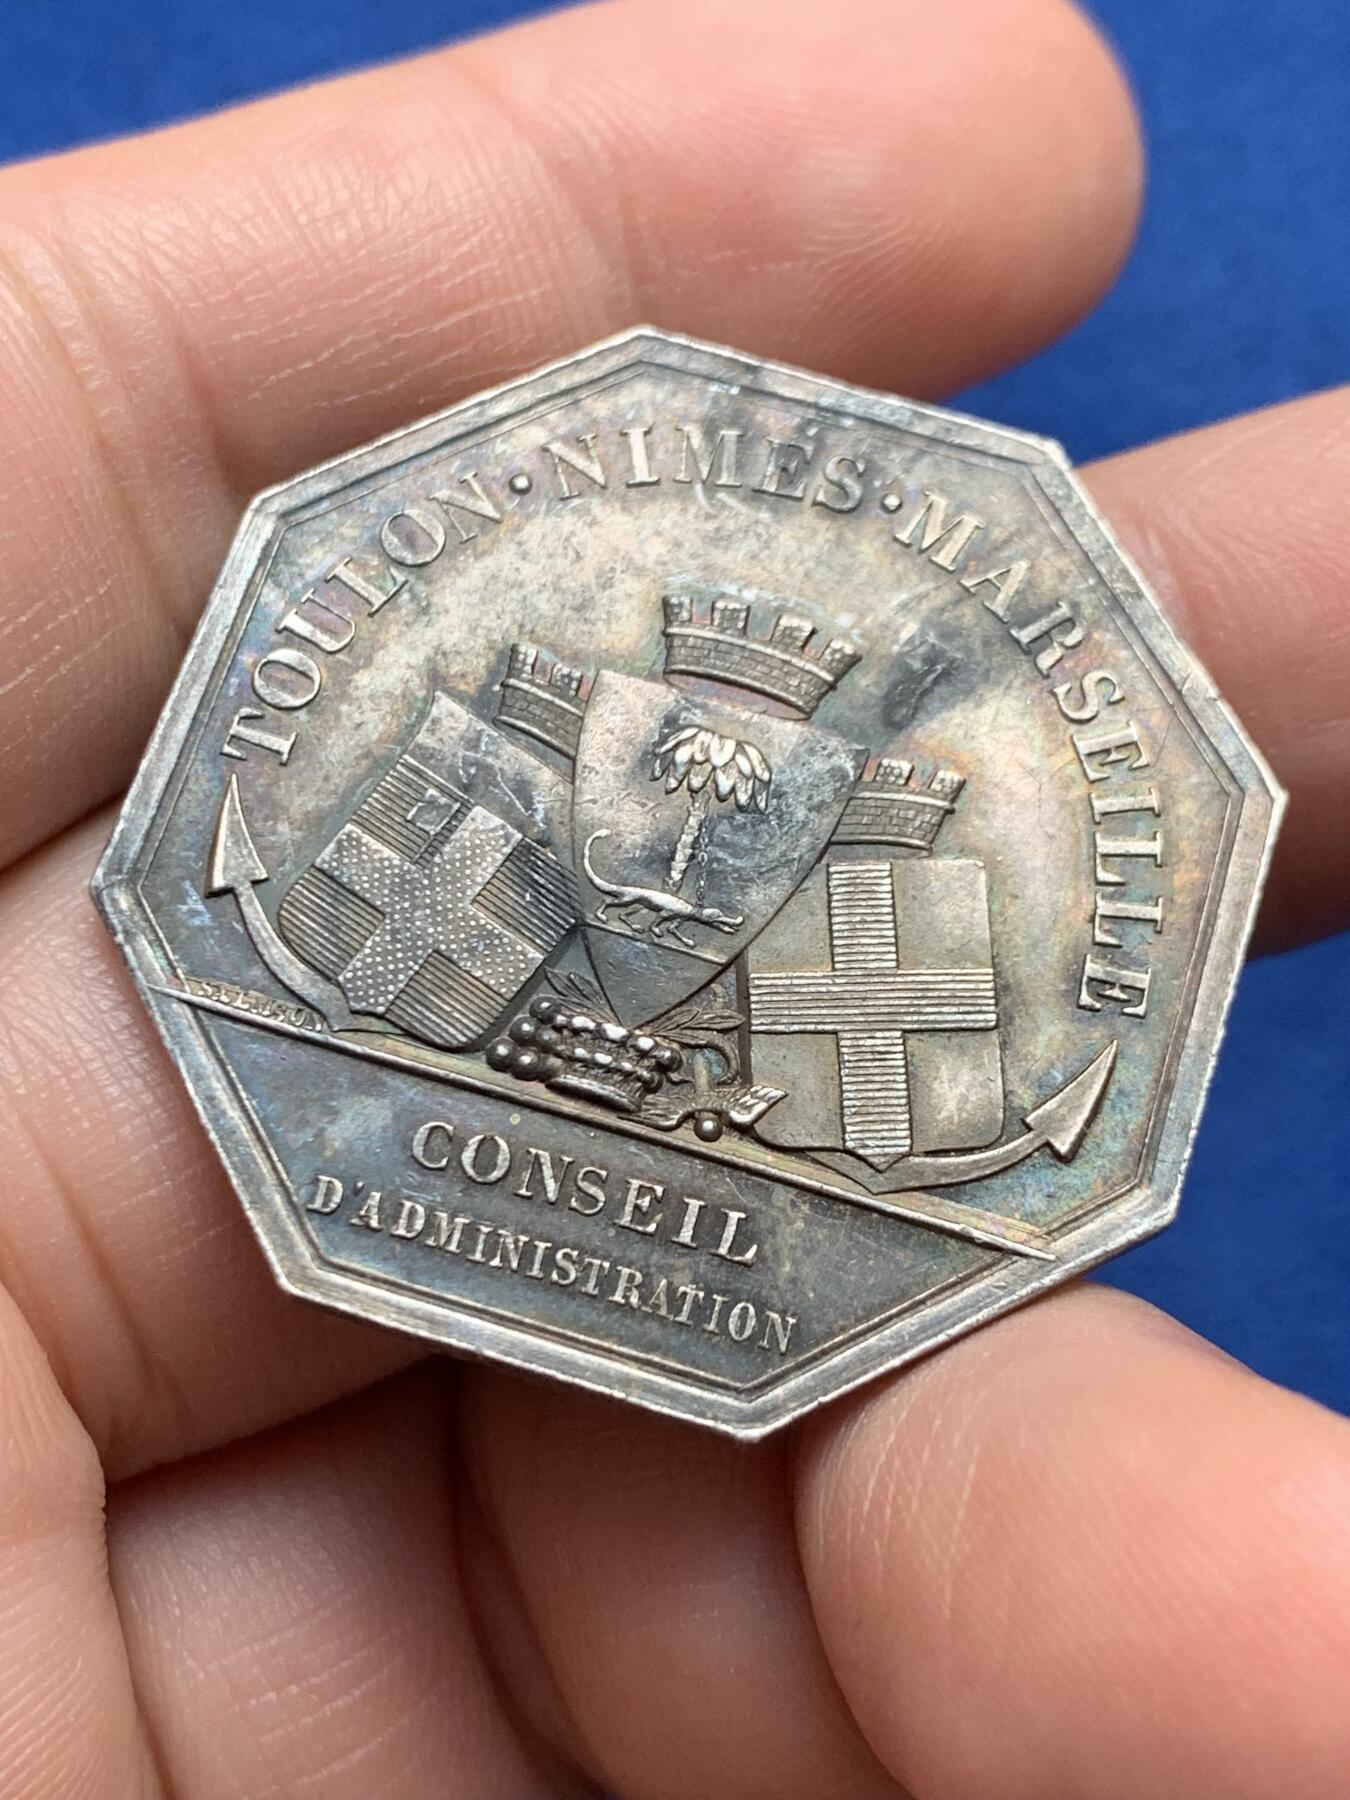 TOULON · NIMES · MARSEILLE
CONSEIL
D'ADMINISTRATION